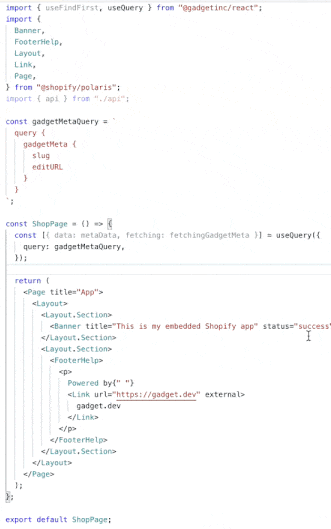 import { useFindFirst, useQuery } from "@gadgetinc/react";
import {
  Banner,
  FooterHelp,
  Layout,
  Link,
  Page,
} from "@shopify/polaris";
import { api } from "./api";

const gadgetMetaQuery = `
  query {
    gadgetMeta {
      slug
      editURL
    }
  }
`;

const ShopPage = () => {
  const [{ data: metaData, fetching: fetchingGadgetMeta }] = useQuery({
    query: gadgetMetaQuery,
  });

  return (
    <Page title="App">
      <Layout>
        <Layout.Section>
          <Banner title="This is my embedded Shopify app" status="success"
        </Layout.Section>
        <Layout.Section>
          <FooterHelp>
            <p>
              Powered by{" "}
              <Link url="https://gadget.dev" external>
                gadget.dev
              </Link>
            </p>
          </FooterHelp>
        </Layout.Section>
      </Layout>
    </Page>
  );
};

export default ShopPage;